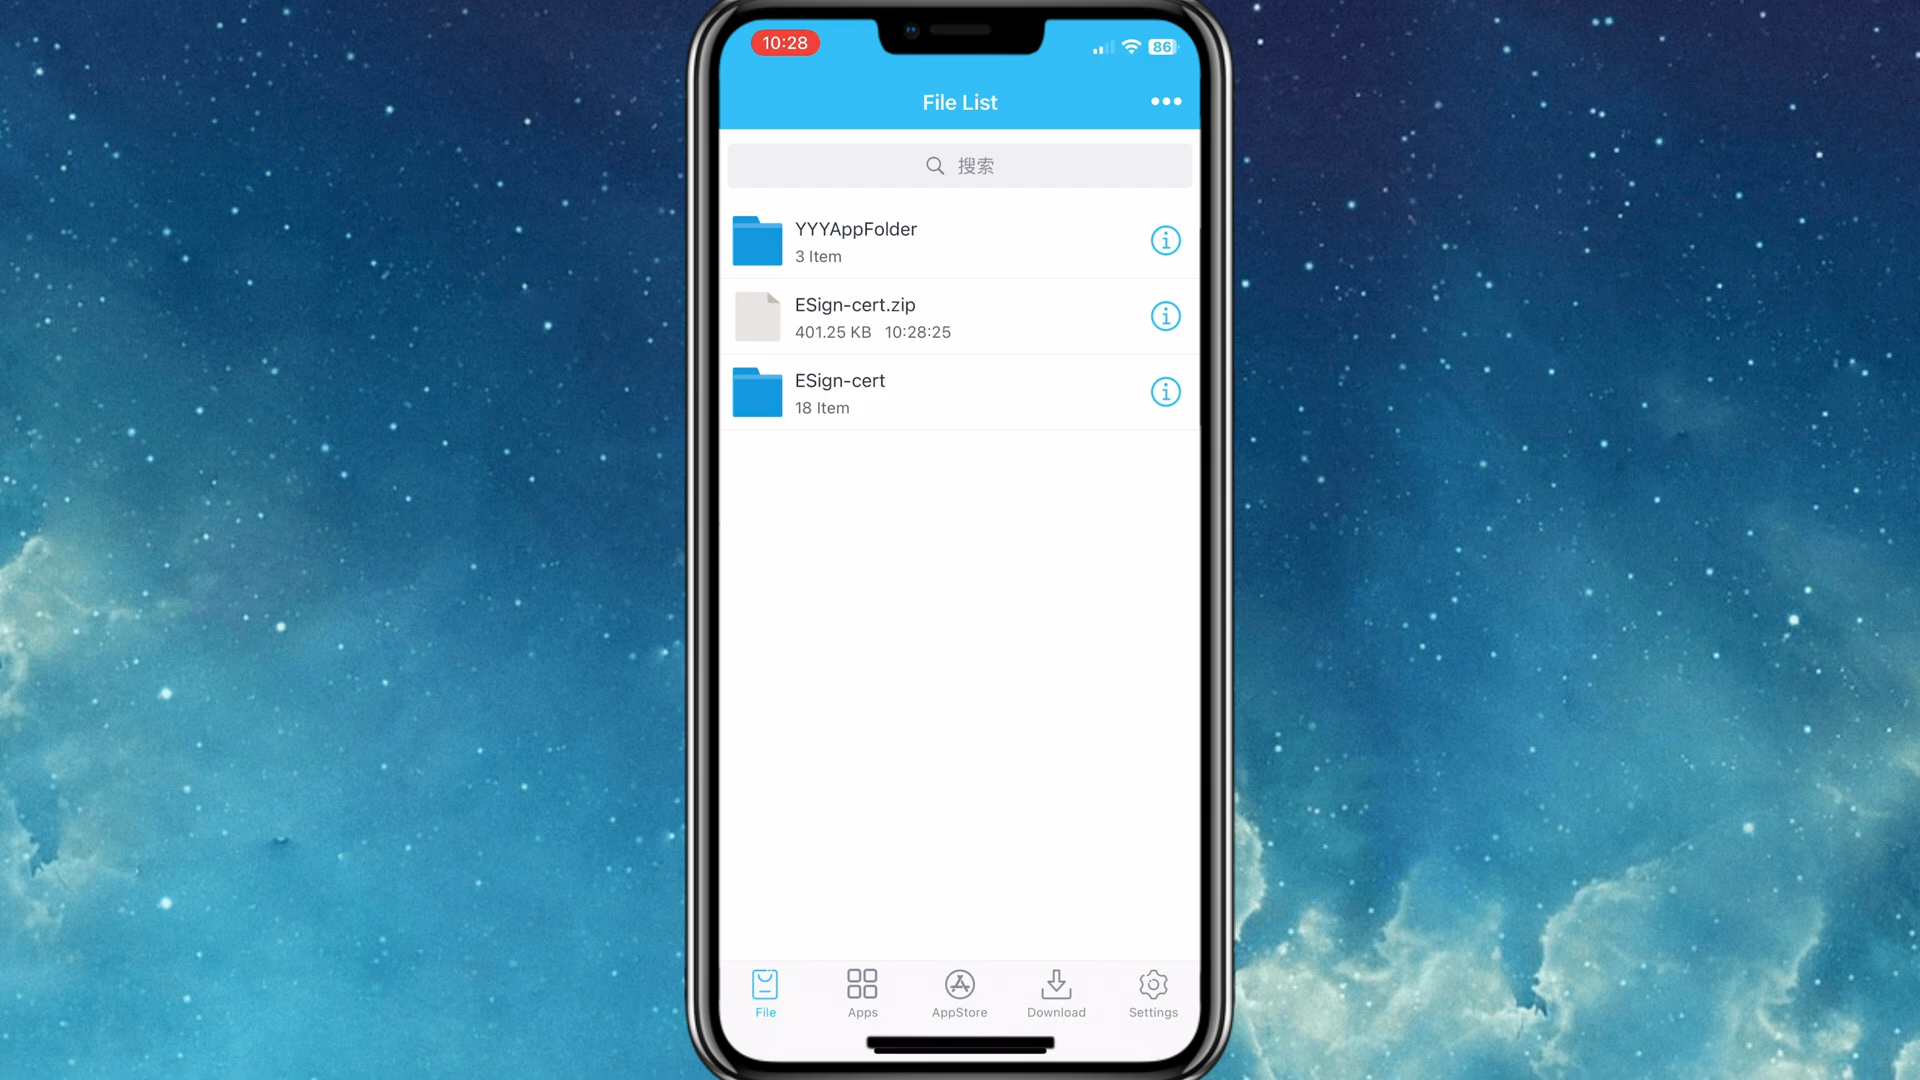 10:28
86
File List
搜索
YYYAppFolder
3 Item
ESign-cert.zip
401.25 KB 10:28:25
ESign-cert
18 Item
File
Apps
AppStore
Download
Settings